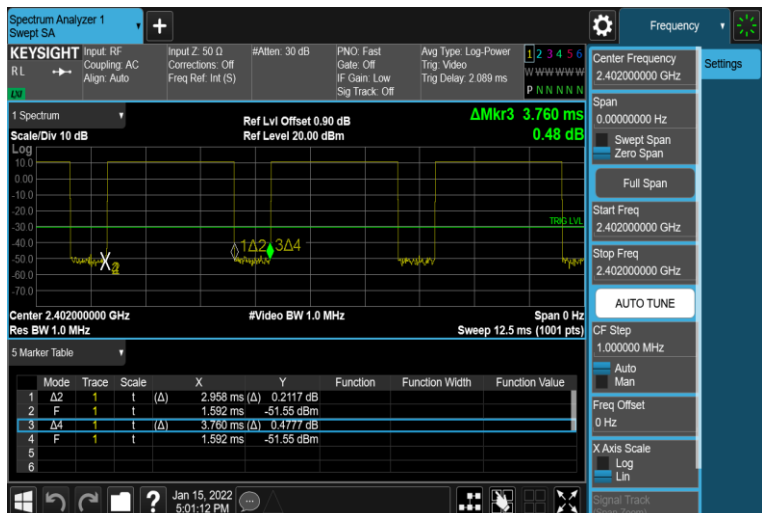 Spectrum Analyzer 1
Swept SA
+
Frequency
KEYSIGHT
RL
LXI
Input: RF
Coupling: AC
Align: Auto
Input Z: 50 Ω
Corrections: Off
Freq Ref: Int (S)
#Atten: 30 dB
PNO: Fast
Gate: Off
IF Gain: Low
Sig Track: Off
Avg Type: Log-Power
Trig: Video
Trig Delay: 2.089 ms
1 2 3 4 5 6
W W W W W W
P N N N N N
1 Spectrum
Scale/Div 10 dB
Ref Lvl Offset 0.90 dB
Ref Level 20.00 dBm
ΔMkr3 3.760 ms
0.48 dB
Log
10.0
0.00
-10.0
-20.0
-30.0
-40.0
-50.0
-60.0
-70.0
TRIG LVL
1Δ2
3Δ4
Center 2.402000000 GHz
Res BW 1.0 MHz
#Video BW 1.0 MHz
Span 0 Hz
Sweep 12.5 ms (1001 pts)
5 Marker Table
Mode Trace Scale X Y Function Function Width Function Value
1 Δ2 1 t (Δ) 2.958 ms (Δ) 0.2117 dB
2 F 1 t 1.592 ms -51.55 dBm
3 Δ4 1 t (Δ) 3.760 ms (Δ) 0.4777 dB
4 F 1 t 1.592 ms -51.55 dBm
5
6
?
Jan 15, 2022
5:01:12 PM
Center Frequency
2.402000000 GHz
Span
0.00000000 Hz
Swept Span
Zero Span
Full Span
Start Freq
2.402000000 GHz
Stop Freq
2.402000000 GHz
AUTO TUNE
CF Step
1.000000 MHz
Auto
Man
Freq Offset
0 Hz
X Axis Scale
Log
Lin
Signal Track
(Span Zoom)
Settings